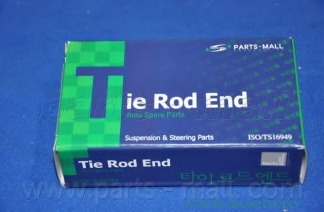 PARTS-MALL
Tie Rod End
Auto Spare Parts
Suspension & Steering Parts
ISO/TS16949
Tie Rod End
타이로드엔드
www.parts-mall.com